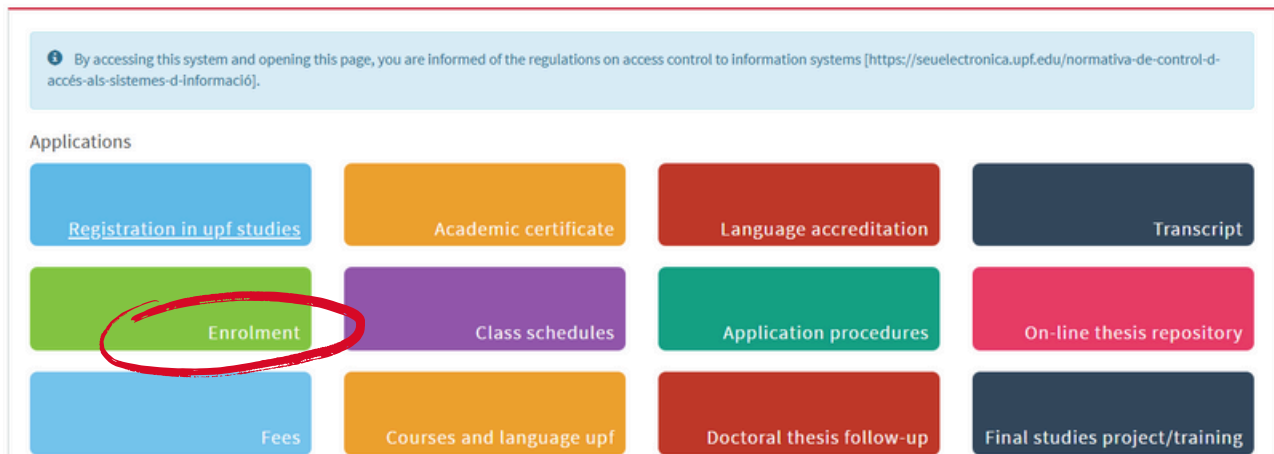 By accessing this system and opening this page, you are informed of the regulations on access control to information systems [https://seuelectronica.upf.edu/normativa-de-control-d-
accés-als-sistemes-d-informació].
Applications
Registration in upf studies
Academic certificate
Language accreditation
Transcript
Enrolment
Class schedules
Application procedures
On-line thesis repository
Fees
Courses and language upf
Doctoral thesis follow-up
Final studies project/training